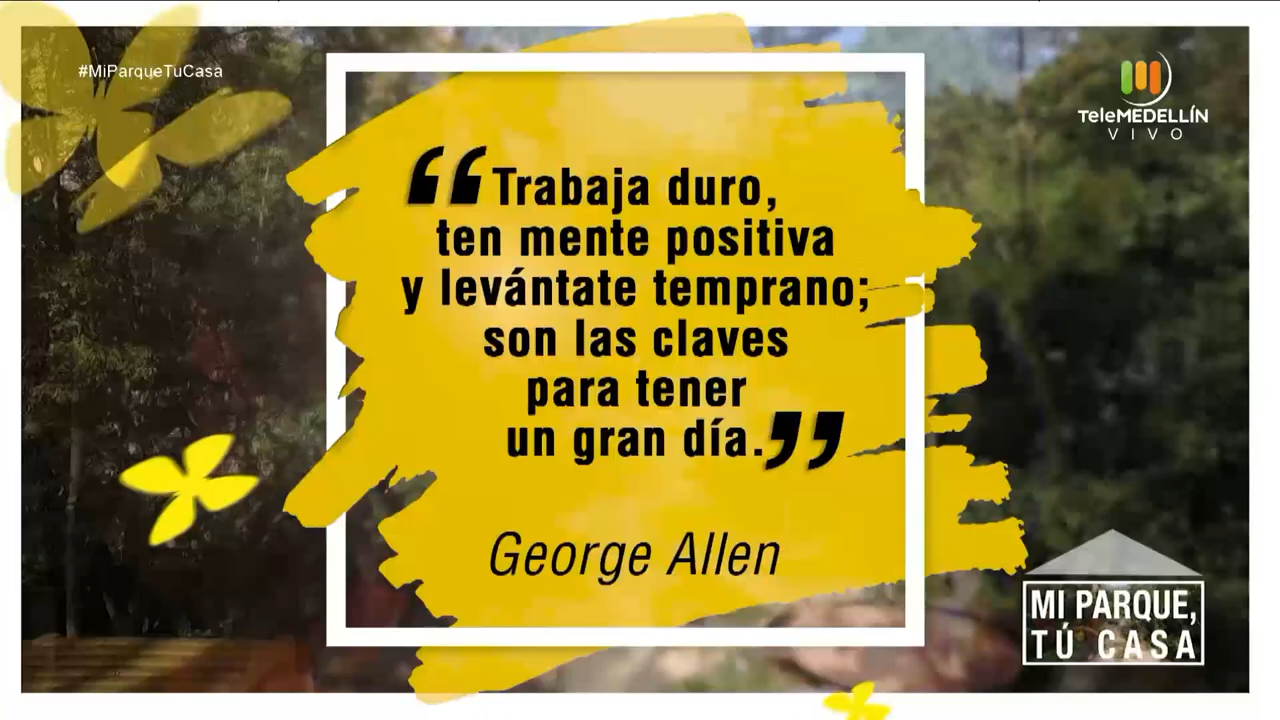 #MiParqueTuCasa
TeleMEDELLÍN
VIVO
“Trabaja duro,
ten mente positiva
y levántate temprano;
son las claves
para tener
un gran día.”
George Allen
MI PARQUE,
TÚ CASA